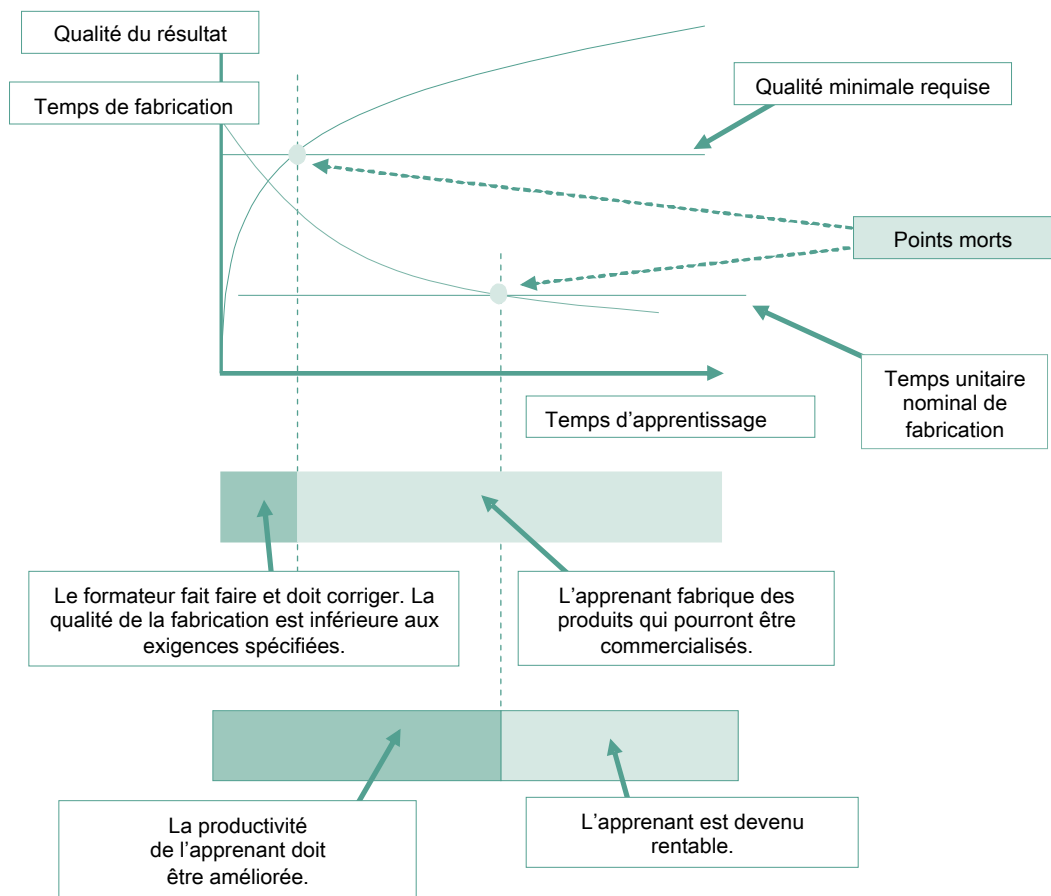 Qualité du résultat
Temps de fabrication
Qualité minimale requise
Points morts
Temps unitaire
nominal de
fabrication
Temps d'apprentissage
Le formateur fait faire et doit corriger. La
qualité de la fabrication est inférieure aux
exigences spécifiées.
L'apprenant fabrique des
produits qui pourront être
commercialisés.
La productivité
de l'apprenant doit
être améliorée.
L'apprenant est devenu
rentable.